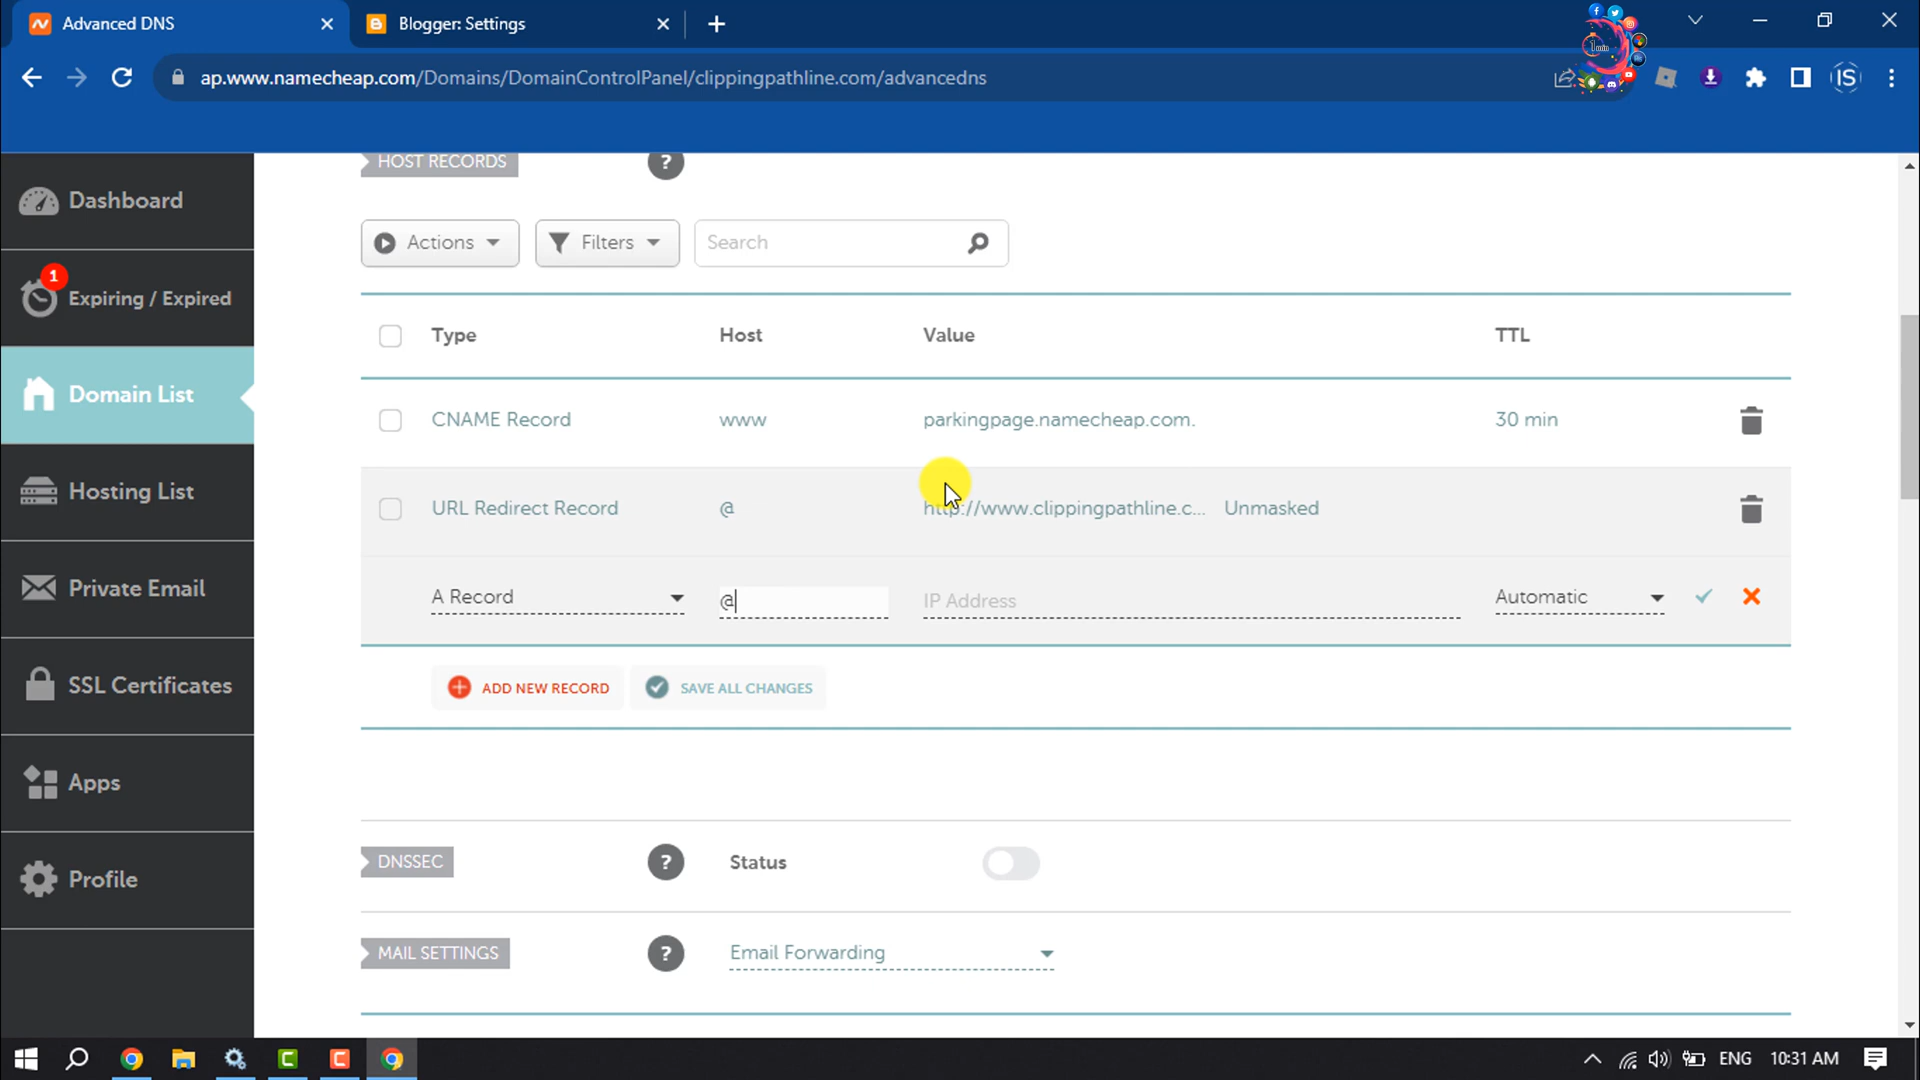 Advanced DNS
Blogger: Settings
ap.www.namecheap.com/Domains/DomainControlPanel/clippingpathline.com/advancedns
1min
IS
HOST RECORDS
?
Dashboard
Actions
Filters
Search
1
Expiring / Expired
Type
Host
Value
TTL
Domain List
CNAME Record
www
parkingpage.namecheap.com.
30 min
Hosting List
URL Redirect Record
@
http://www.clippingpathline.c...
Unmasked
Private Email
A Record
@
IP Address
Automatic
SSL Certificates
ADD NEW RECORD
SAVE ALL CHANGES
Apps
DNSSEC
?
Status
Profile
MAIL SETTINGS
?
Email Forwarding
ENG
10:31 AM